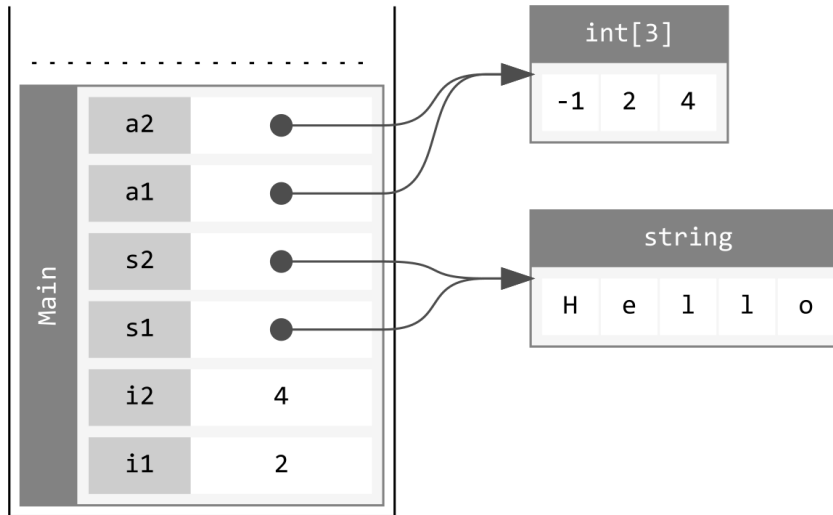 int[3]
-1 2 4
a2
a1
string
s2
H e l l o
s1
Main
i2 4
i1 2